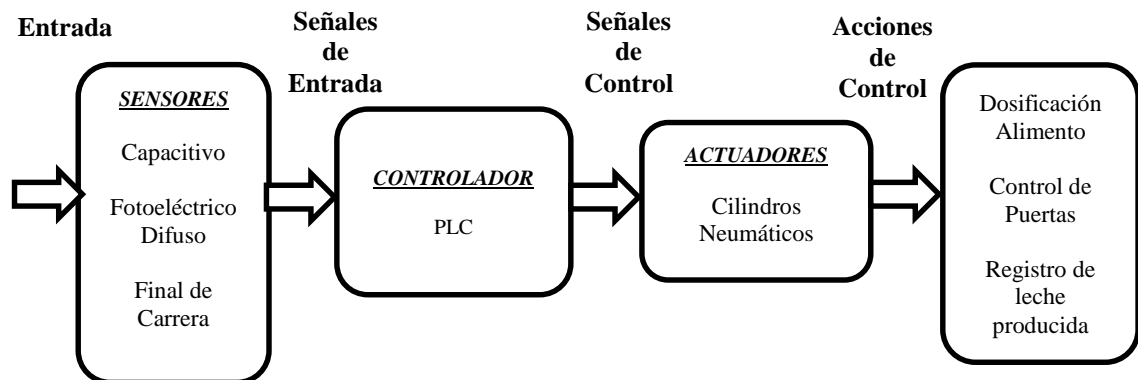 Entrada
SENSORES
Capacitivo
Fotoeléctrico
Difuso
Final de
Carrera
Señales
de
Entrada
CONTROLADOR
PLC
Señales
de
Control
ACTUADORES
Cilindros
Neumáticos
Acciones
de
Control
Dosificación
Alimento
Control de
Puertas
Registro de
leche
producida